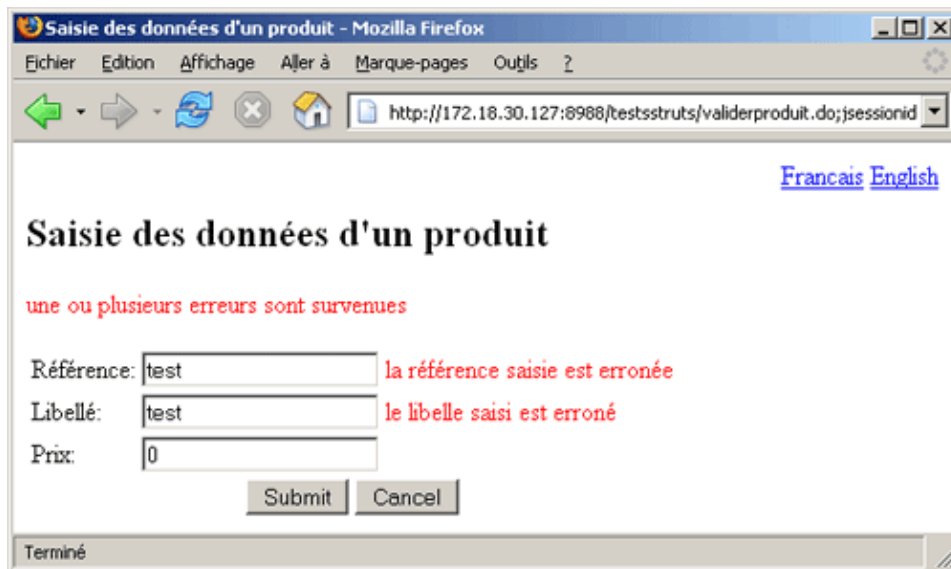 Saisie des données d'un produit - Mozilla Firefox
Fichier Edition Affichage Aller à Marque-pages Outils ?
http://172.18.30.127:8988/testsstruts/validerproduit.do;jsessionid
Francais English
Saisie des données d'un produit
une ou plusieurs erreurs sont survenues
Référence: test la référence saisie est erronée
Libellé: test le libelle saisi est erroné
Prix: 0
Submit Cancel
Terminé